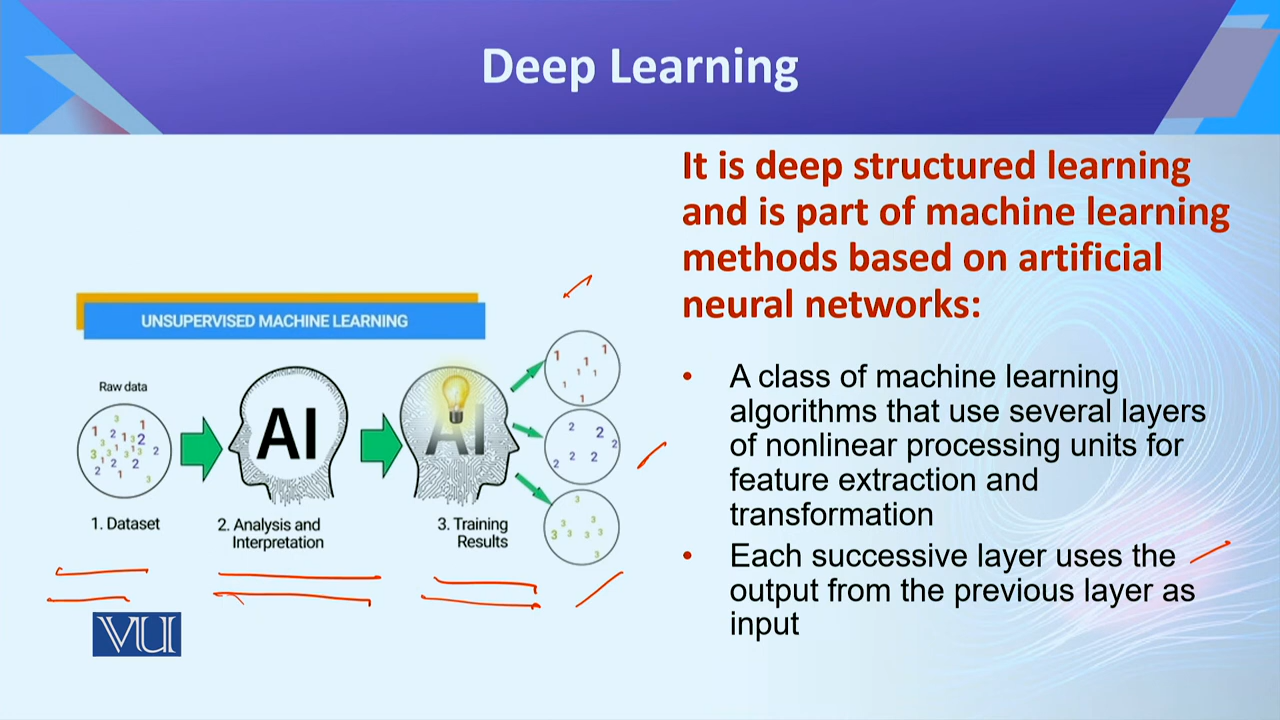 Deep Learning
It is deep structured learning
and is part of machine learning
methods based on artificial
neural networks:
• A class of machine learning
algorithms that use several layers
of nonlinear processing units for
feature extraction and
transformation
• Each successive layer uses the
output from the previous layer as
input
UNSUPERVISED MACHINE LEARNING
Raw data
AI
AI
1. Dataset
2. Analysis and
Interpretation
3. Training
Results
VU